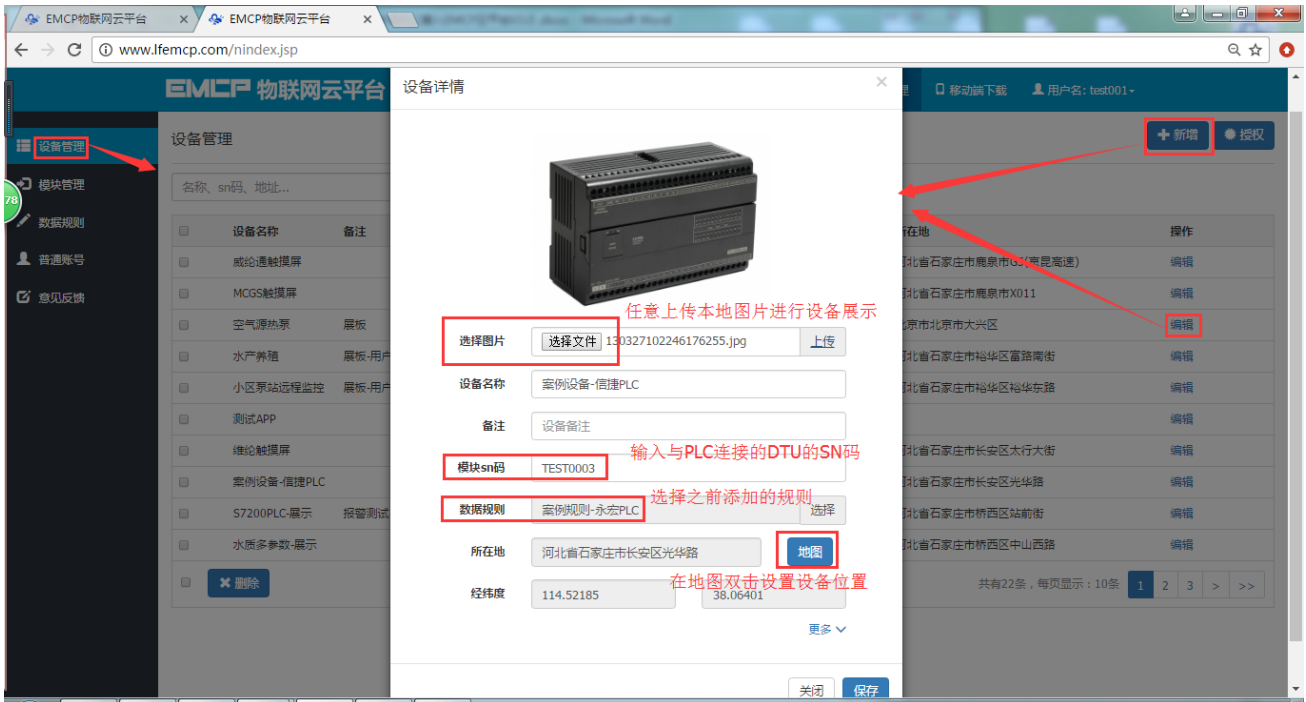 EMCP物联网云平台 × EMCP物联网云平台 ×
www.lfemcp.com/nindex.jsp
EMCP 物联网云平台
移动端下载 用户名: test001
设备详情 ×
设备管理
模块管理
数据规则
普通账号
意见反馈
78
设备管理
新增 授权
名称、sn码、地址...
设备名称 备注 所在地 操作
威纶通触摸屏 河北省石家庄市鹿泉市G5(京昆高速) 编辑
MCGS触摸屏 河北省石家庄市鹿泉市X011 编辑
空气源热泵 展板 北京市北京市大兴区 编辑
水产养殖 展板-用户 河北省石家庄市裕华区富路南街 编辑
小区泵站远程监控 展板-用户 河北省石家庄市裕华区裕华东路 编辑
测试APP 编辑
维纶触摸屏 河北省石家庄市长安区太行大街 编辑
案例设备-信捷PLC 河北省石家庄市长安区光华路 编辑
S7200PLC-展示 报警测试 河北省石家庄市桥西区站前街 编辑
水质多参数-展示 河北省石家庄市桥西区中山西路 编辑
删除
共有22条，每页显示：10条 1 2 3 > >>
任意上传本地图片进行设备展示
选择图片 选择文件 130327102246176255.jpg 上传
设备名称 案例设备-信捷PLC
备注 设备备注
输入与PLC连接的DTU的SN码
模块sn码 TEST0003
选择之前添加的规则
数据规则 案例规则-永宏PLC 选择
所在地 河北省石家庄市长安区光华路 地图
在地图双击设置设备位置
经纬度 114.52185 38.06401
更多
关闭 保存